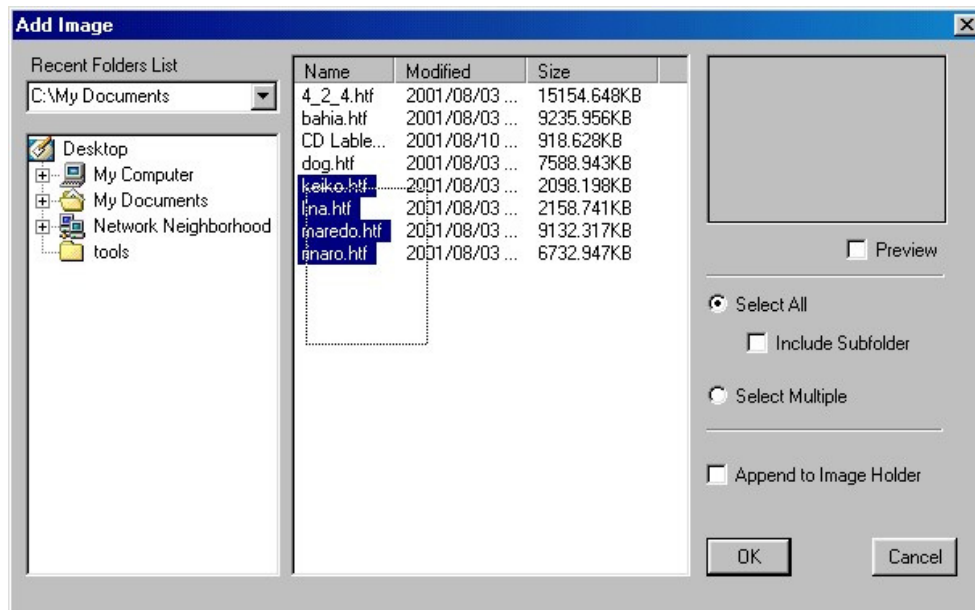 Add Image
Recent Folders List
C:\My Documents
Desktop
My Computer
My Documents
Network Neighborhood
tools
Name Modified Size
4_2_4.htf 2001/08/03 ... 15154.648KB
bahia.htf 2001/08/03 ... 9235.956KB
CD Lable... 2001/08/10 ... 918.628KB
dog.htf 2001/08/03 ... 7588.943KB
keiko.htf 2001/08/03 ... 2098.198KB
lina.htf 2001/08/03 ... 2158.741KB
maredo.htf 2001/08/03 ... 9132.317KB
2001/08/03 ... 6732.947KB
Preview
Select All
Include Subfolder
Select Multiple
Append to Image Holder
OK Cancel